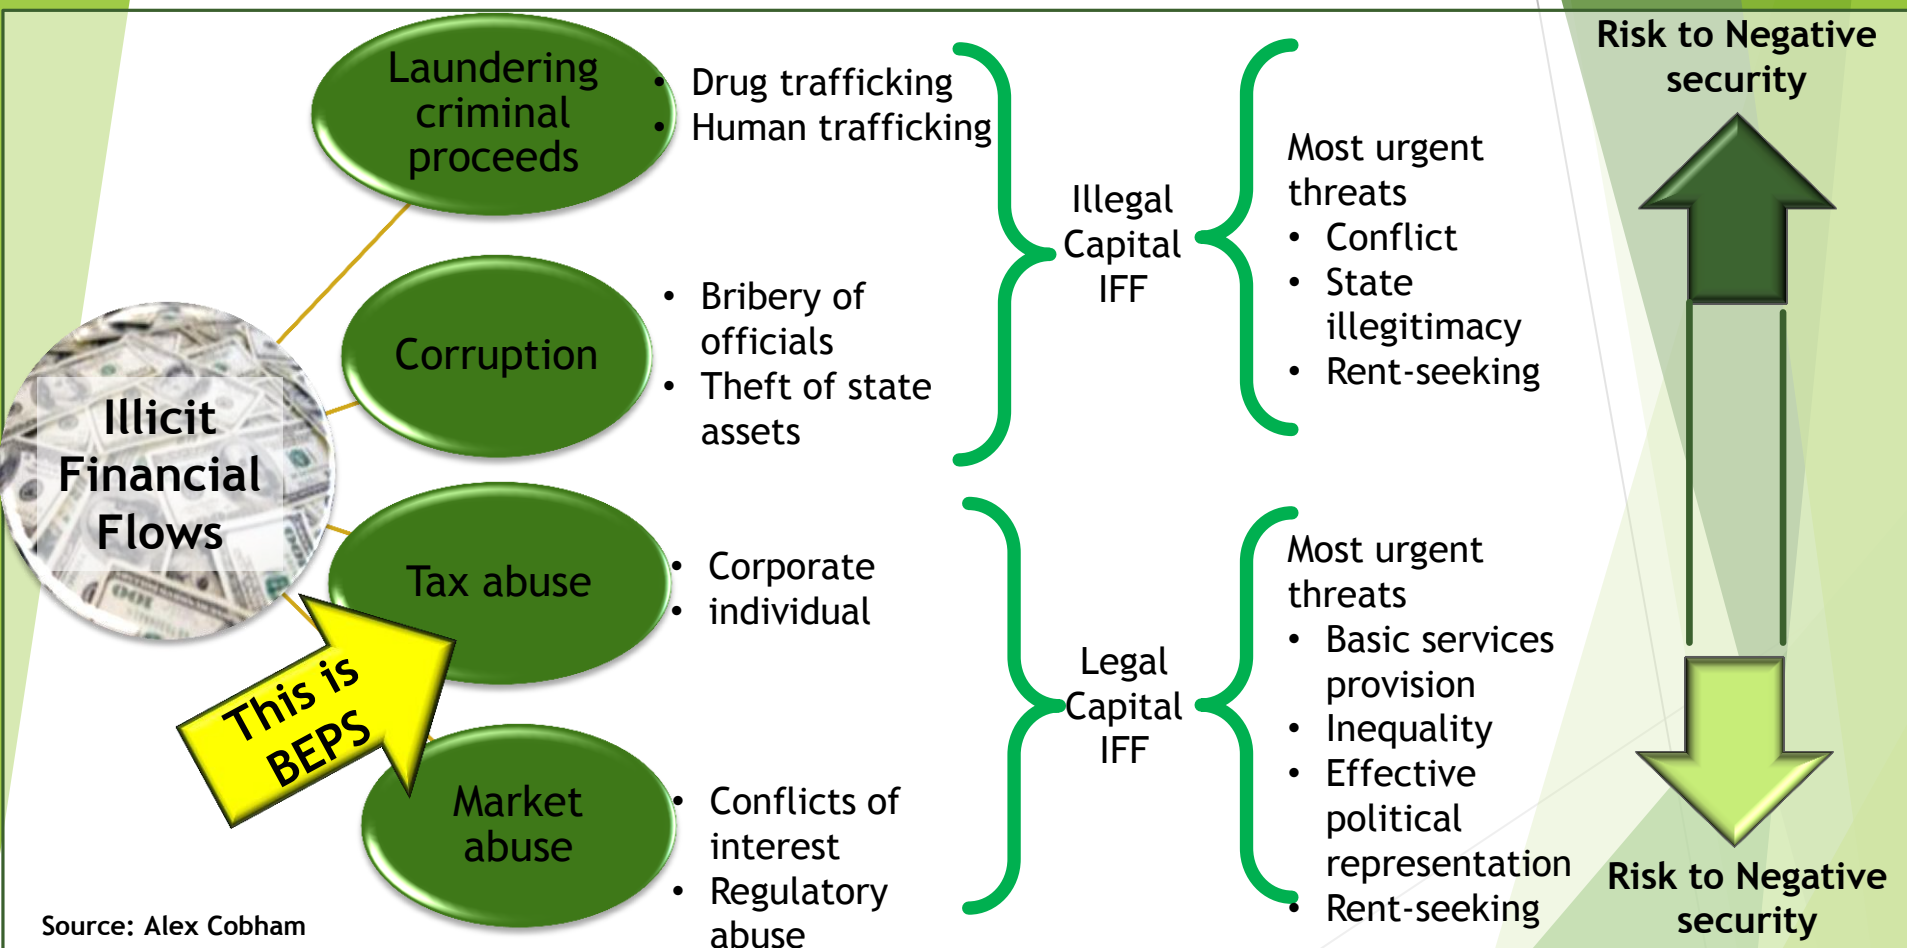 Laundering
criminal
proceeds
• Drug trafficking
• Human trafficking
Corruption
• Bribery of
officials
• Theft of state
assets
Illegal
Capital
IFF
Most urgent
threats
• Conflict
• State
illegitimacy
• Rent-seeking
Risk to Negative
security
Illicit
Financial
Flows
Tax abuse
• Corporate
• individual
This is
BEPS
Market
abuse
• Conflicts of
interest
• Regulatory
abuse
Legal
Capital
IFF
Most urgent
threats
• Basic services
provision
• Inequality
• Effective
political
representation
• Rent-seeking
Risk to Negative
security
Source: Alex Cobham